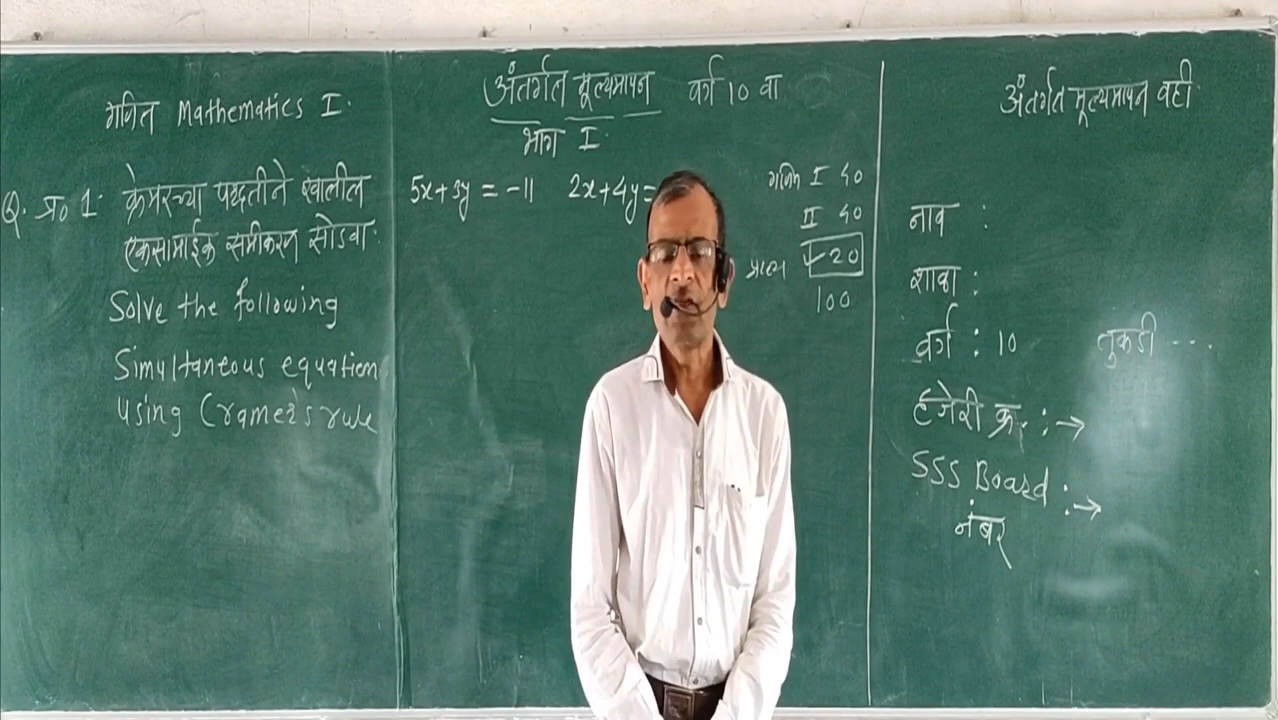 गणित Mathematics I.
Q. प्र० 1. क्रेमरच्या पद्धतीने खालील
एकसामाईक समीकरण सोडवा.
Solve the following
Simultaneous equation
using Cramer's rule
अंतर्गत मूल्यमापन वर्ग 10 वा
भाग I.
5x+3y = -11 2x+4y=
गणित I 40
II 40
20
100
अंतर्गत मूल्यमापन वही
नाव :
शाळा :
वर्ग : 10 तुकडी ...
हजेरी क्र. : →
SSS Board : →
नंबर